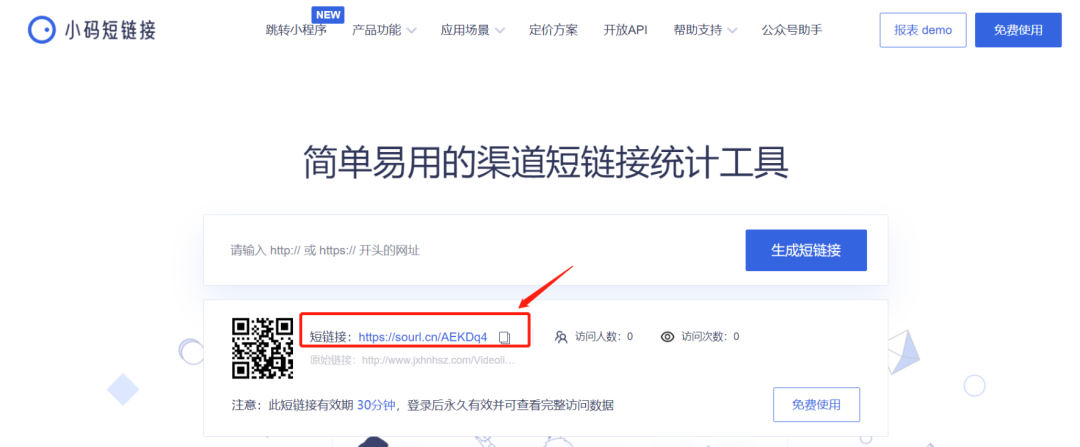 小码短链接
跳转小程序 NEW 产品功能 应用场景 定价方案 开放API 帮助支持 公众号助手 报表 demo 免费使用
简单易用的渠道短链接统计工具
请输入 http:// 或 https:// 开头的网址 生成短链接
短链接：https://sourl.cn/AEKDq4 访问人数：0 访问次数：0
原始链接：http://www.jxhnhsz.com/Videoli...
注意：此短链接有效期 30分钟，登录后永久有效并可查看完整访问数据 免费使用